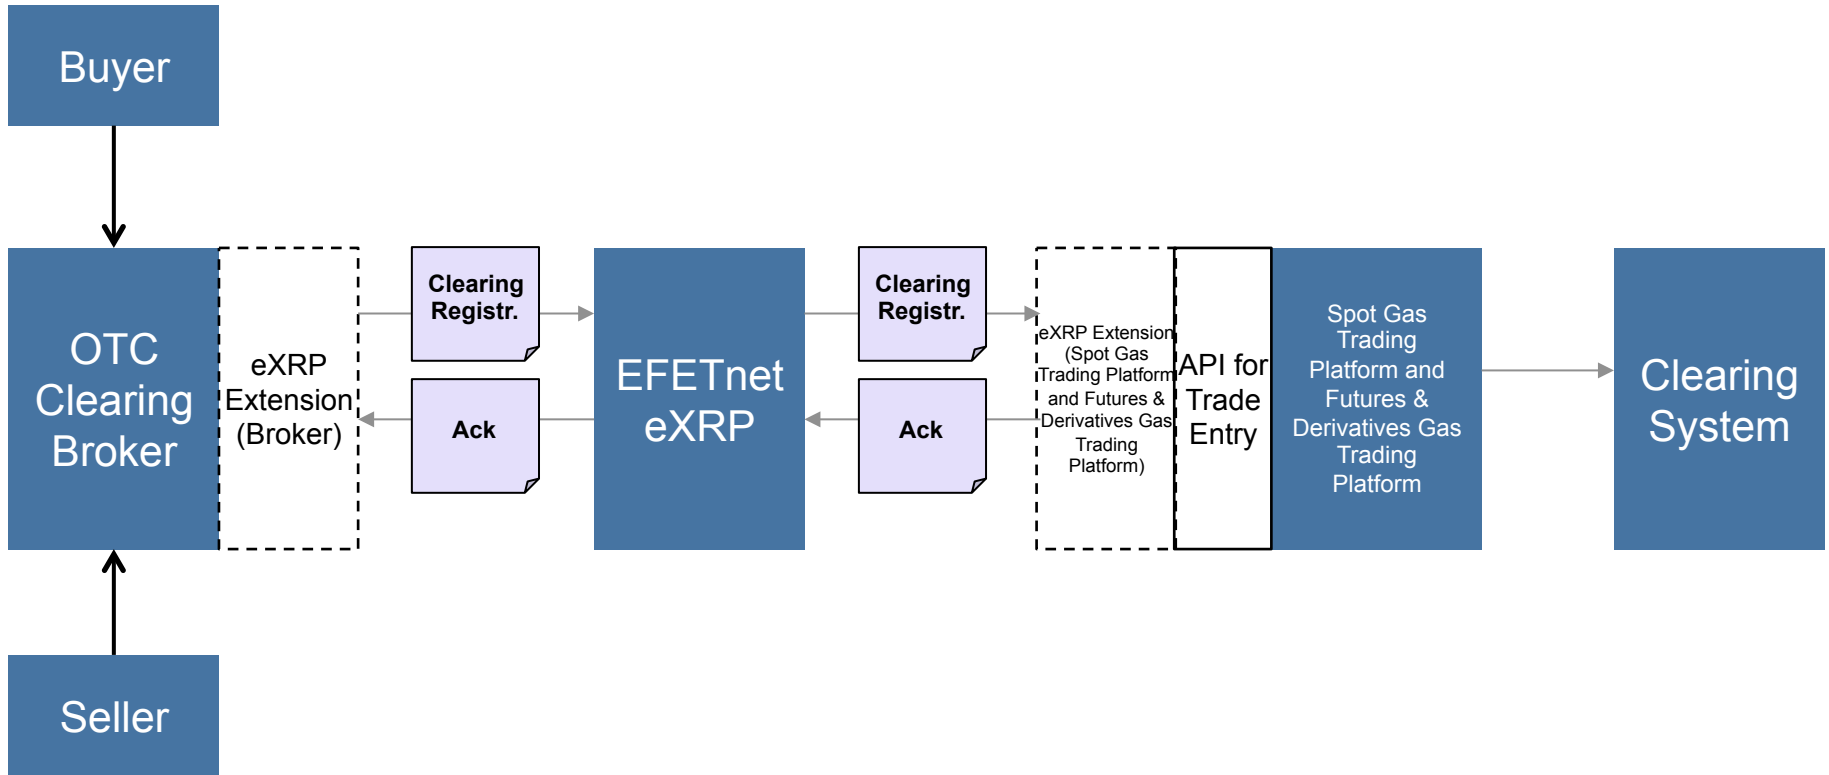 Buyer
OTC
Clearing
Broker
eXRP
Extension
(Broker)
Clearing
Registr.
Ack
EFETnet
eXRP
Clearing
Registr.
Ack
eXRP Extension
(Spot Gas
Trading Platform
and Futures &
Derivatives Gas
Trading
Platform)
API for
Trade
Entry
Spot Gas
Trading
Platform and
Futures &
Derivatives Gas
Trading
Platform
Clearing
System
Seller